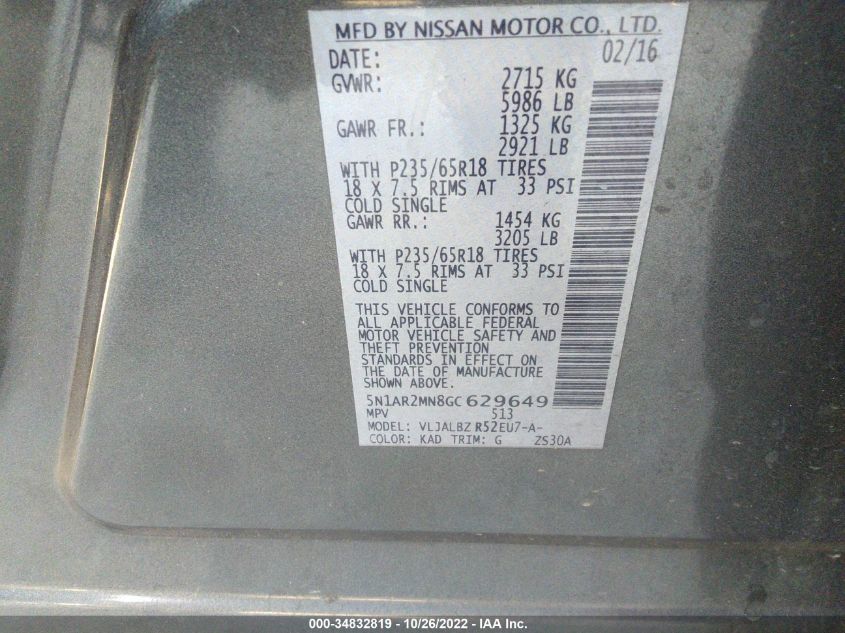 MFD BY NISSAN MOTOR CO., LTD.
DATE: 02/16
GVWR: 2715 KG
5986 LB
GAWR FR.: 1325 KG
2921 LB
WITH P235/65R18 TIRES
18 X 7.5 RIMS AT 33 PSI
COLD SINGLE
GAWR RR.: 1454 KG
3205 LB
WITH P235/65R18 TIRES
18 X 7.5 RIMS AT 33 PSI
COLD SINGLE
THIS VEHICLE CONFORMS TO
ALL APPLICABLE FEDERAL
MOTOR VEHICLE SAFETY AND
THEFT PREVENTION
STANDARDS IN EFFECT ON
THE DATE OF MANUFACTURE
SHOWN ABOVE.
5N1AR2MN8GC 629649
MPV 513
MODEL: VLJALBZ R52EU7-A-
COLOR: KAD TRIM: G ZS30A
000-34832819 - 10/26/2022 - IAA Inc.